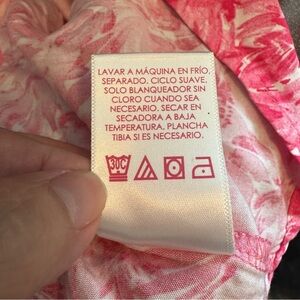 LAVAR A MÁQUINA EN FRÍO,
SEPARADO. CICLO SUAVE,
SOLO BLANQUEADOR SIN
CLORO CUANDO SEA
NECESARIO. SECAR EN
SECADORA A BAJA
TEMPERATURA. PLANCHA
TIBIA SI ES NECESARIO.
30°C